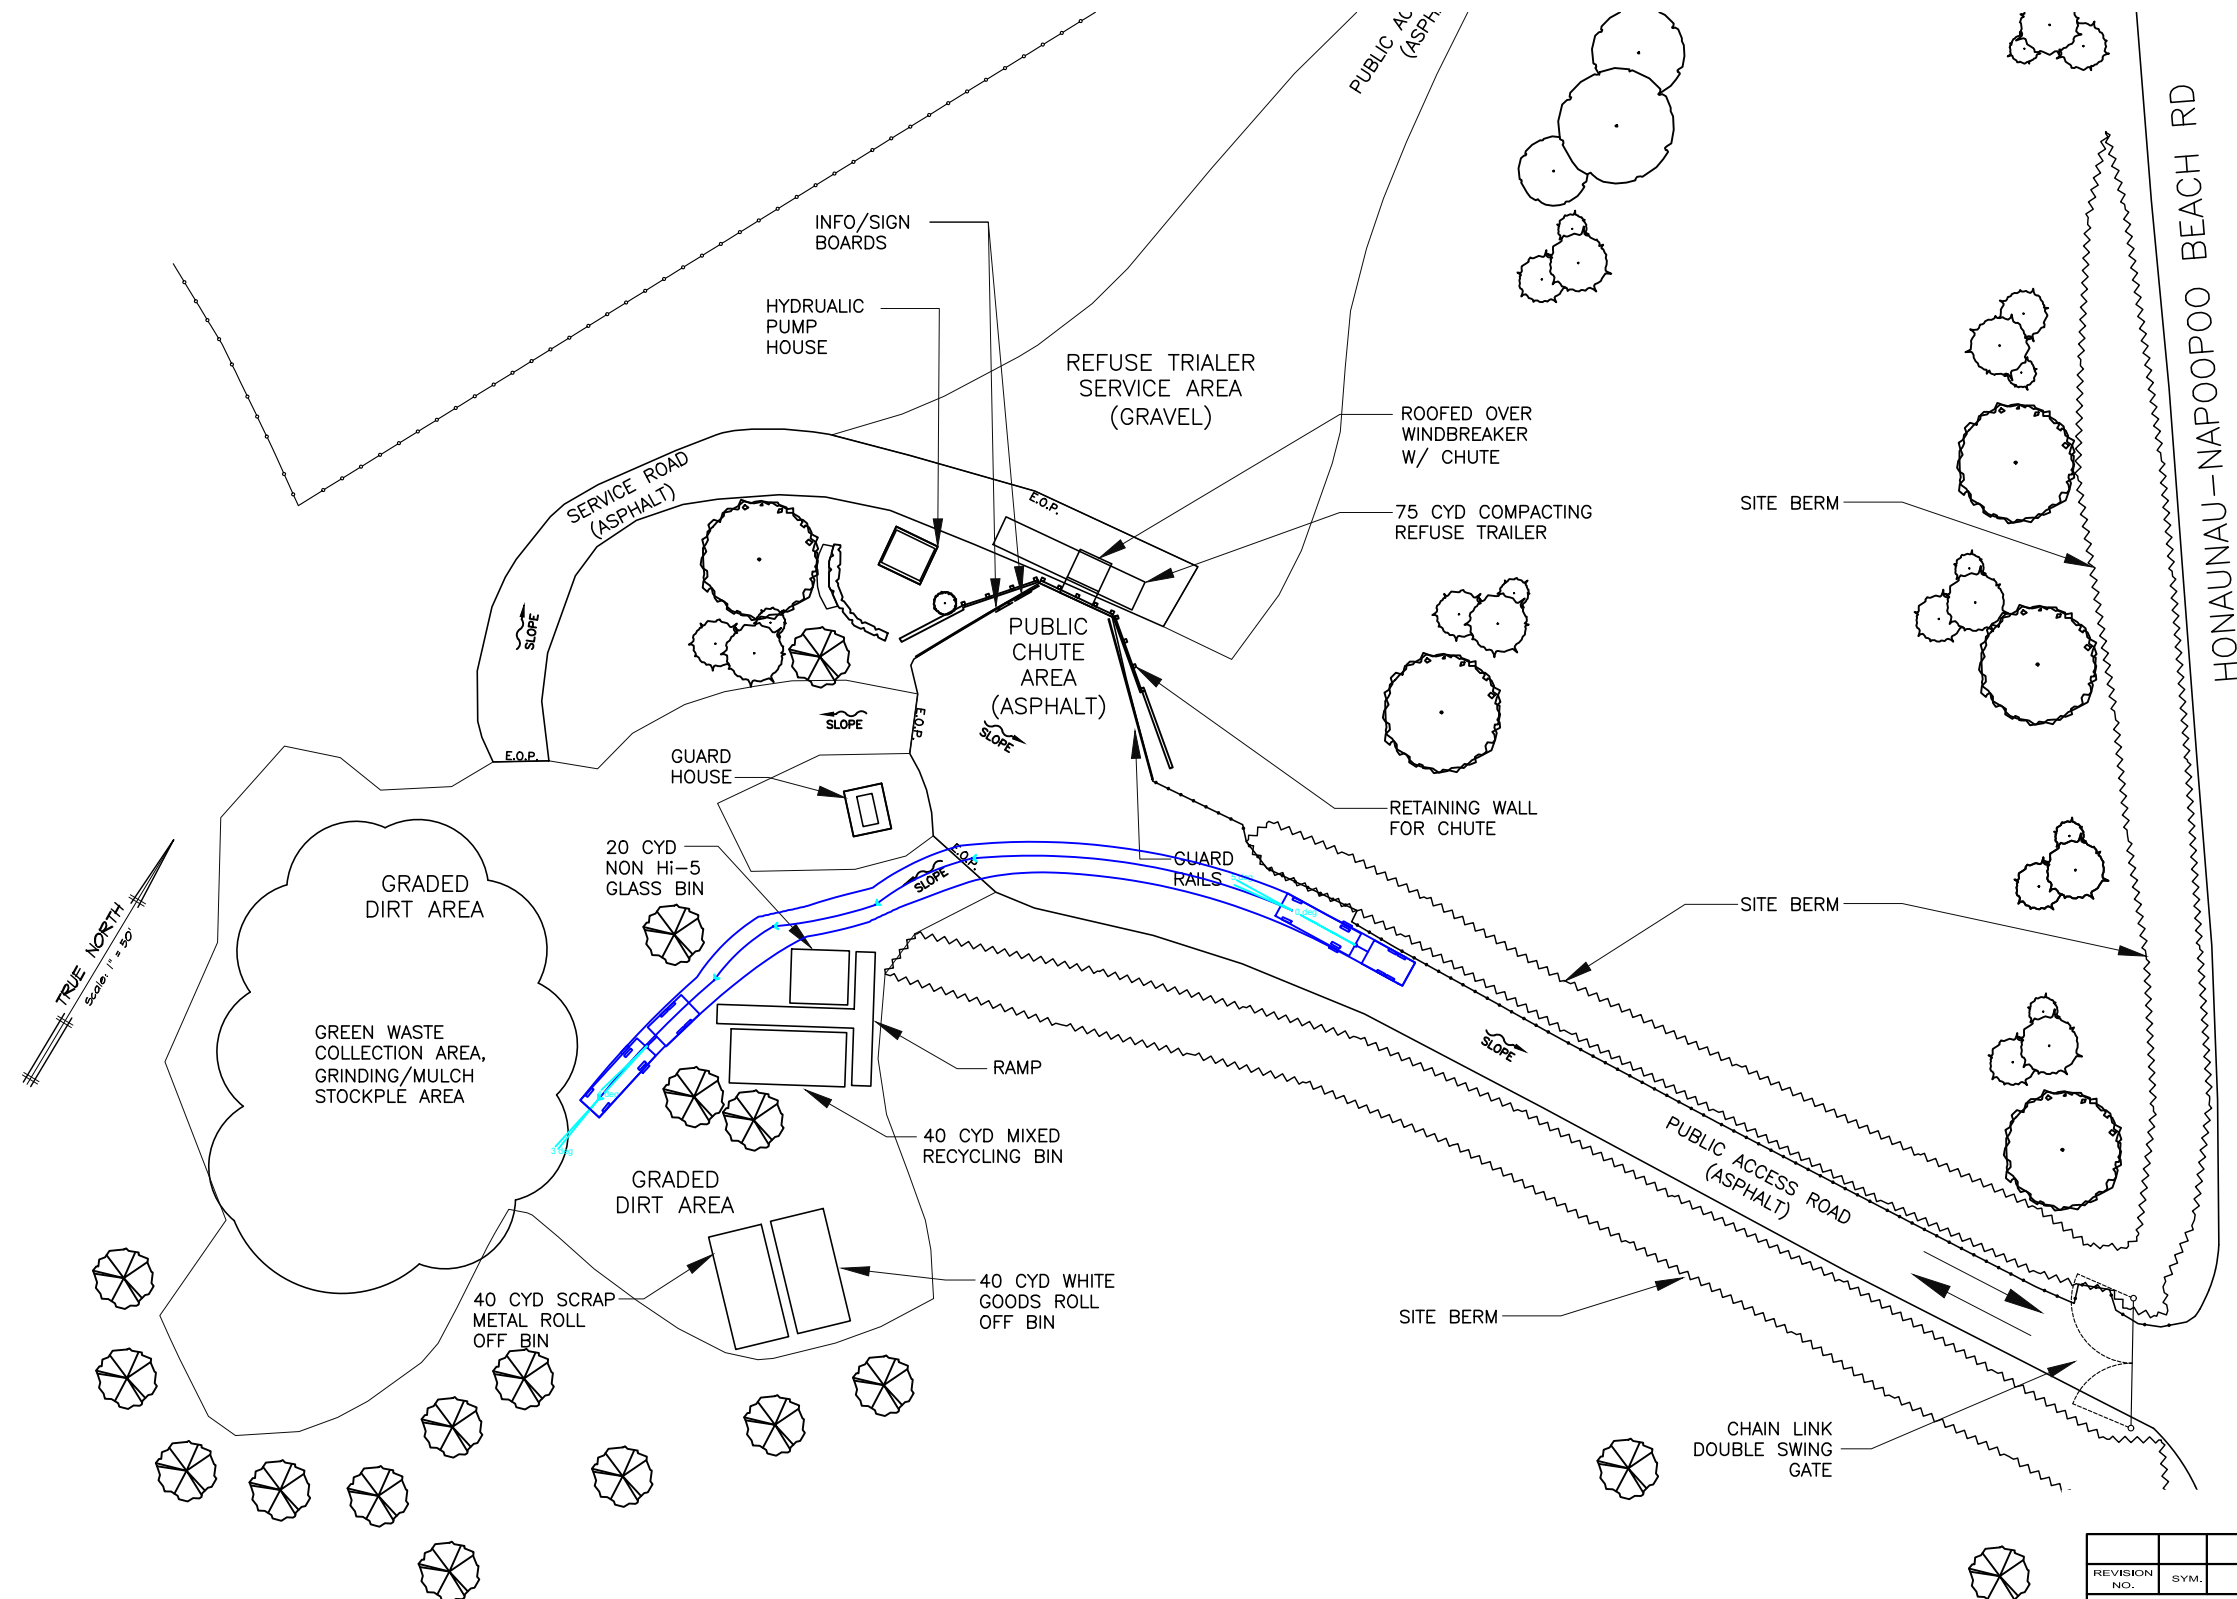 PUBLIC AC
(ASPH
INFO/SIGN
BOARDS
HYDRUALIC
PUMP
HOUSE
REFUSE TRIALER
SERVICE AREA
(GRAVEL)
ROOFED OVER
WINDBREAKER
W/ CHUTE
75 CYD COMPACTING
REFUSE TRAILER
SITE BERM
HONAUNAU-NAPOOPOO BEACH RD
SERVICE ROAD
(ASPHALT)
E.O.P.
SLOPE
PUBLIC
CHUTE
AREA
(ASPHALT)
SLOPE
E.O.P.
SLOPE
E.O.P.
GUARD
HOUSE
RETAINING WALL
FOR CHUTE
20 CYD
NON Hi-5
GLASS BIN
E.O.P.
SLOPE
GUARD
RAILS
0.deg
GRADED
DIRT AREA
SITE BERM
TRUE NORTH
Scale: 1" = 50'
GREEN WASTE
COLLECTION AREA,
GRINDING/MULCH
STOCKPLE AREA
RAMP
SLOPE
40 CYD MIXED
RECYCLING BIN
PUBLIC ACCESS ROAD
(ASPHALT)
GRADED
DIRT AREA
40 CYD SCRAP
METAL ROLL
OFF BIN
40 CYD WHITE
GOODS ROLL
OFF BIN
SITE BERM
CHAIN LINK
DOUBLE SWING
GATE
REVISION
NO.
SYM.